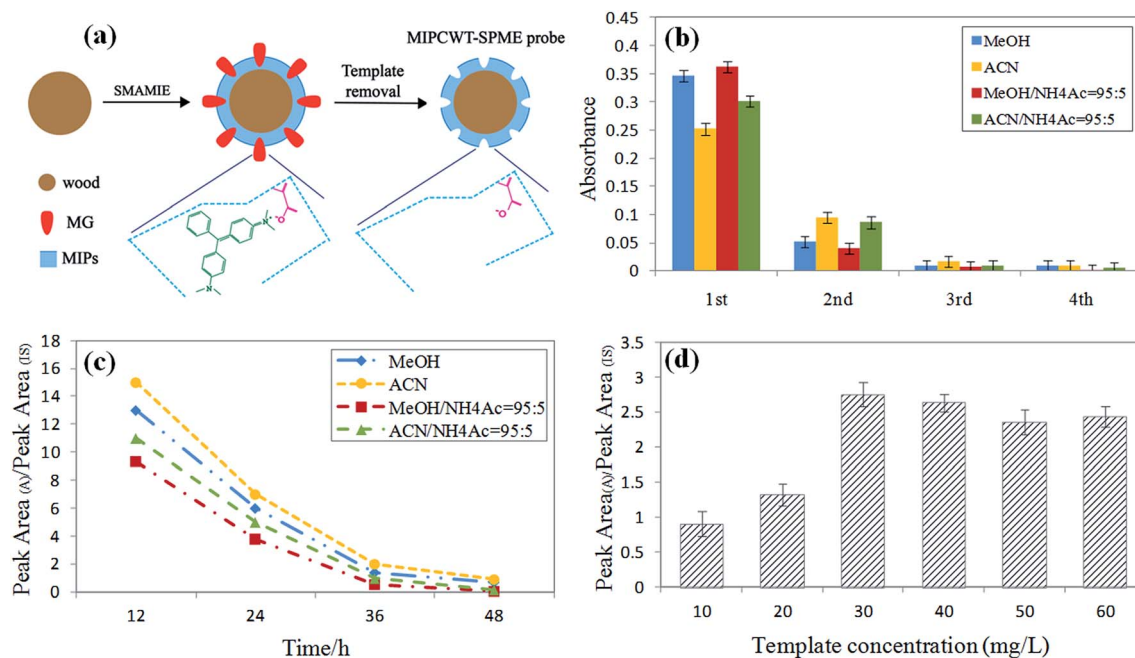 (a)
MIPCWT-SPME probe
SMAMIE
Template
removal
wood
MG
MIPs
N
O
N
O
(b)
Absorbance
0.45
0.4
0.35
0.3
0.25
0.2
0.15
0.1
0.05
0
MeOH
ACN
MeOH/NH4Ac=95:5
ACN/NH4Ac=95:5
1st 2nd 3rd 4th
(c)
Peak Area (A)/Peak Area (IS)
18
16
14
12
10
8
6
4
2
0
MeOH
ACN
MeOH/NH4Ac=95:5
ACN/NH4Ac=95:5
12 24 36 48
Time/h
(d)
Peak Area(A)/Peak Area (IS)
3.5
3
2.5
2
1.5
1
0.5
0
10 20 30 40 50 60
Template concentration (mg/L)